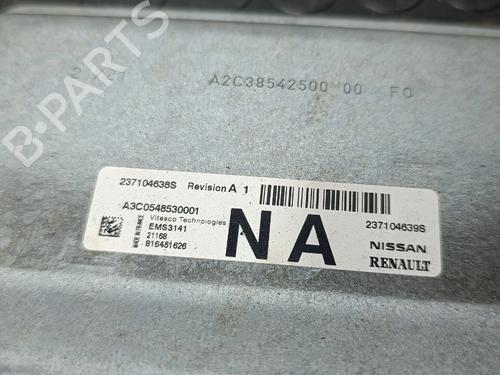 B-PARTS
A2C38542500 00 F0
237104638S Revision A 1
A3C0548530001
Vitesco Technologies
EMS3141
21168
816451626
MADE IN FRANCE
NA
237104639S
NISSAN
RENAULT